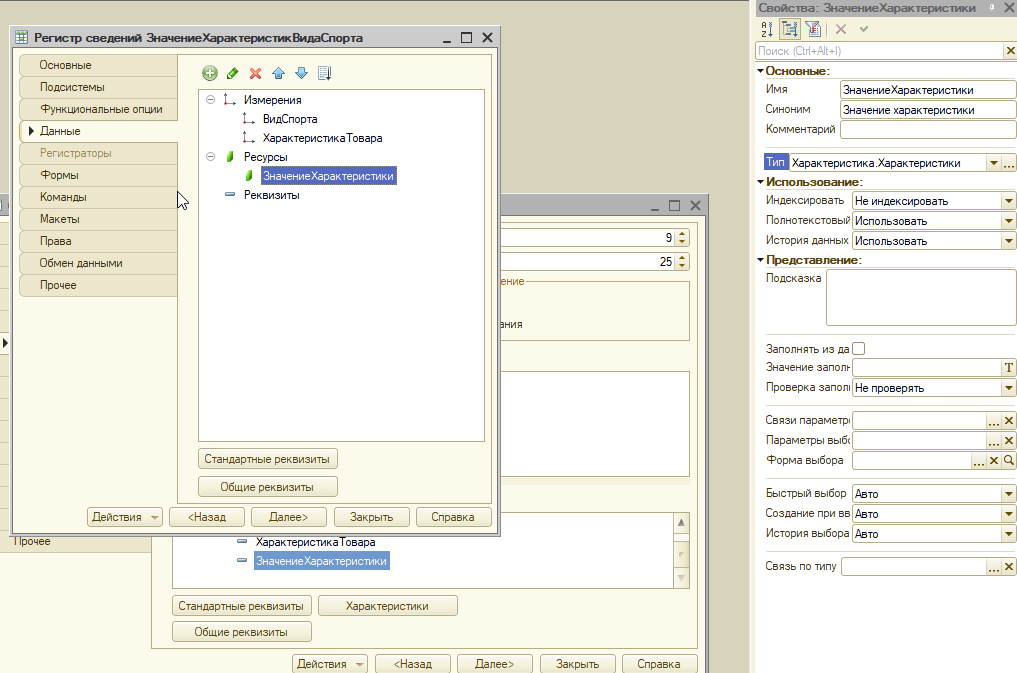 Регистр сведений ЗначениеХарактеристикВидаСпорта
Основные
Подсистемы
Функциональные опции
Данные
Регистраторы
Формы
Команды
Макеты
Права
Обмен данными
Прочее
Измерения
ВидСпорта
ХарактеристикаТовара
Ресурсы
ЗначениеХарактеристики
Реквизиты
Стандартные реквизиты
Общие реквизиты
Действия
<Назад
Далее>
Закрыть
Справка
9
25
ение
ания
Прочее
ХарактеристикаТовара
ЗначениеХарактеристики
Стандартные реквизиты
Характеристики
Общие реквизиты
Действия
<Назад
Далее>
Закрыть
Справка
Свойства: ЗначениеХарактеристики
Поиск (Ctrl+Alt+I)
Основные:
Имя ЗначениеХарактеристики
Синоним Значение характеристики
Комментарий
Тип Характеристика.Характеристики
Использование:
Индексировать Не индексировать
Полнотекстовый Использовать
История данных Использовать
Представление:
Подсказка
Заполнять из да
Значение заполн
Проверка заполн Не проверять
Связи параметро
Параметры выбо
Форма выбора
Быстрый выбор Авто
Создание при вв Авто
История выбора Авто
Связь по типу